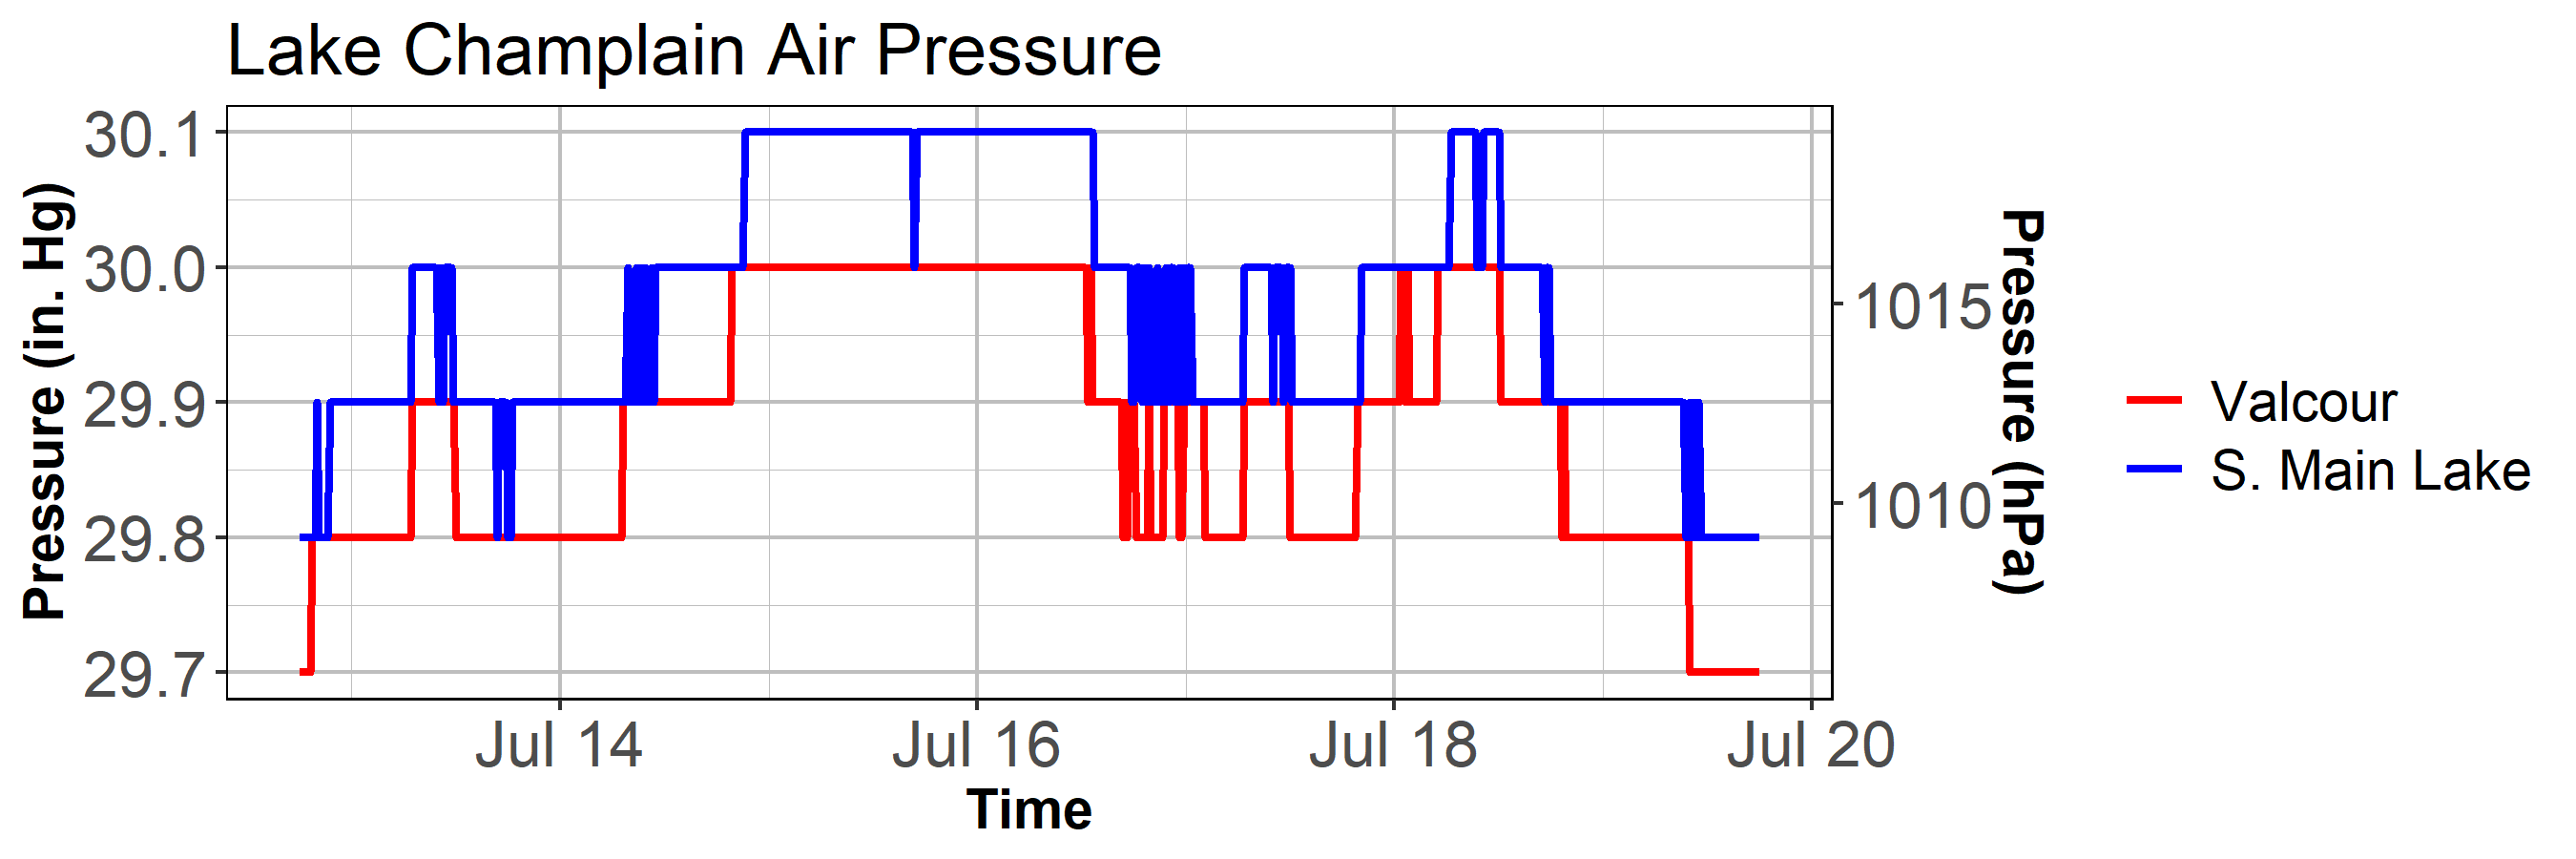 Lake Champlain Air Pressure
30.1
30.0
29.9
29.8
29.7
Pressure (in. Hg)
Jul 14
Jul 16
Jul 18
Jul 20
Time
1015
1010
Pressure (hPa)
Valcour
S. Main Lake